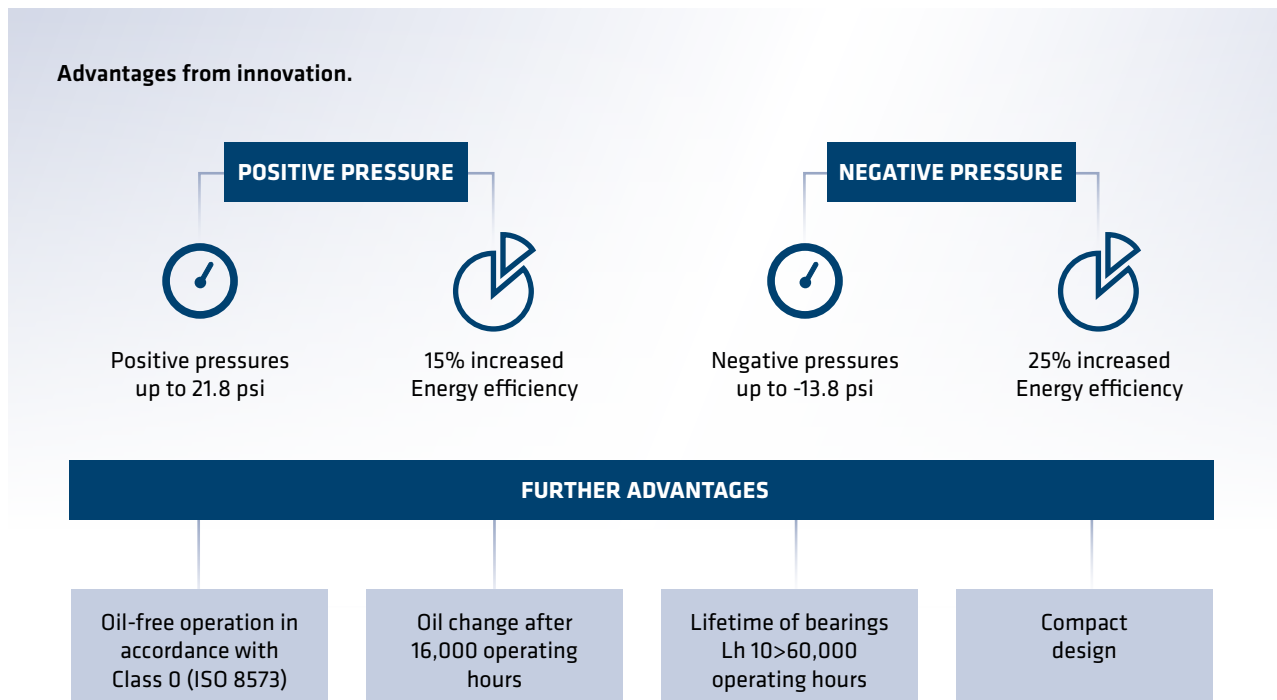 Advantages from innovation.
POSITIVE PRESSURE
NEGATIVE PRESSURE
Positive pressures
up to 21.8 psi
15% increased
Energy efficiency
Negative pressures
up to -13.8 psi
25% increased
Energy efficiency
FURTHER ADVANTAGES
Oil-free operation in
accordance with
Class 0 (ISO 8573)
Oil change after
16,000 operating
hours
Lifetime of bearings
Lh 10>60,000
operating hours
Compact
design